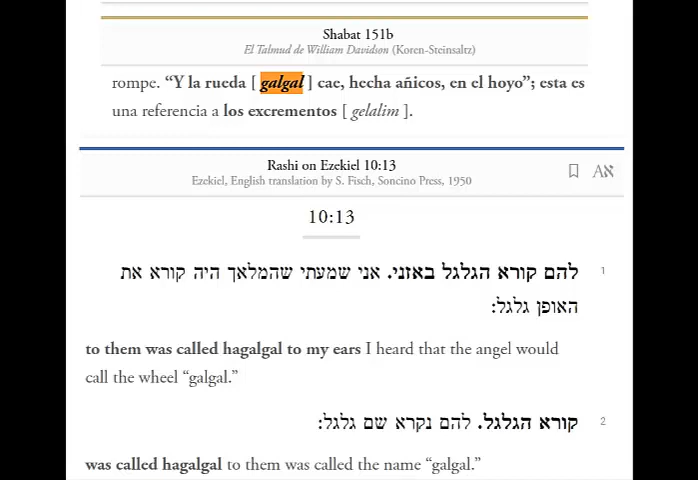 Shabat 151b
El Talmud de William Davidson (Koren-Steinsaltz)
rompe. “Y la rueda [ galgal ] cae, hecha añicos, en el hoyo”; esta es
una referencia a los excrementos [ gelalim ].
Rashi on Ezekiel 10:13
Ezekiel, English translation by S. Fisch, Soncino Press, 1950
Aא
10:13
1
להם קורא הגלגל באזני. אני שמעתי שהמלאך היה קורא את
האופן גלגל:
to them was called hagalgal to my ears I heard that the angel would
call the wheel “galgal.”
2
קורא הגלגל. להם נקרא שם גלגל:
was called hagalgal to them was called the name “galgal.”